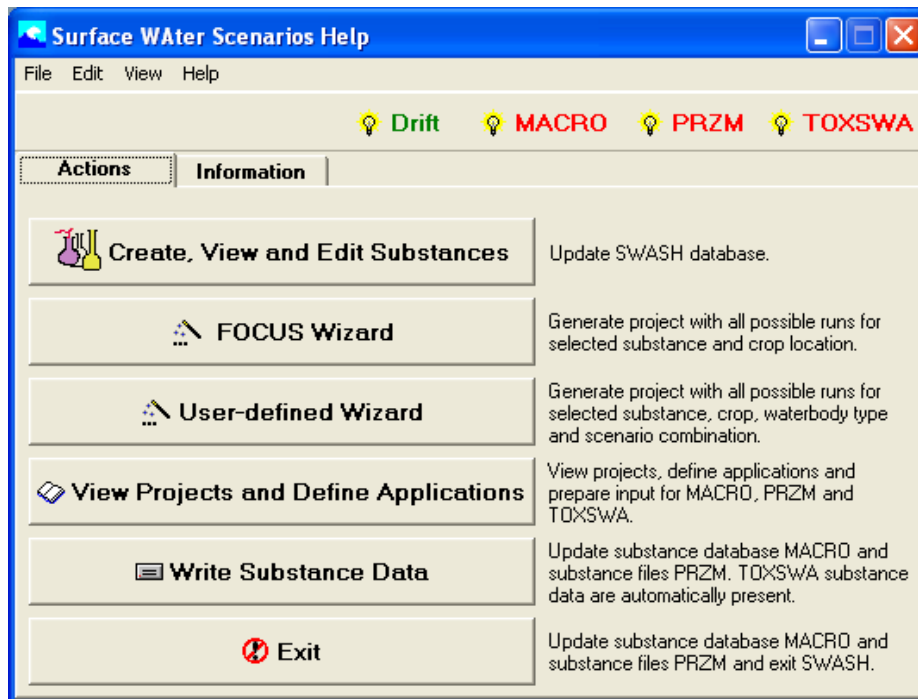 Surface WAter Scenarios Help
File Edit View Help
Drift MACRO PRZM TOXSWA
Actions Information
Create, View and Edit Substances
Update SWASH database.
FOCUS Wizard
Generate project with all possible runs for
selected substance and crop location.
User-defined Wizard
Generate project with all possible runs for
selected substance, crop, waterbody type
and scenario combination.
View Projects and Define Applications
View projects, define applications and
prepare input for MACRO, PRZM and
TOXSWA.
Write Substance Data
Update substance database MACRO and
substance files PRZM. TOXSWA substance
data are automatically present.
Exit
Update substance database MACRO and
substance files PRZM and exit SWASH.